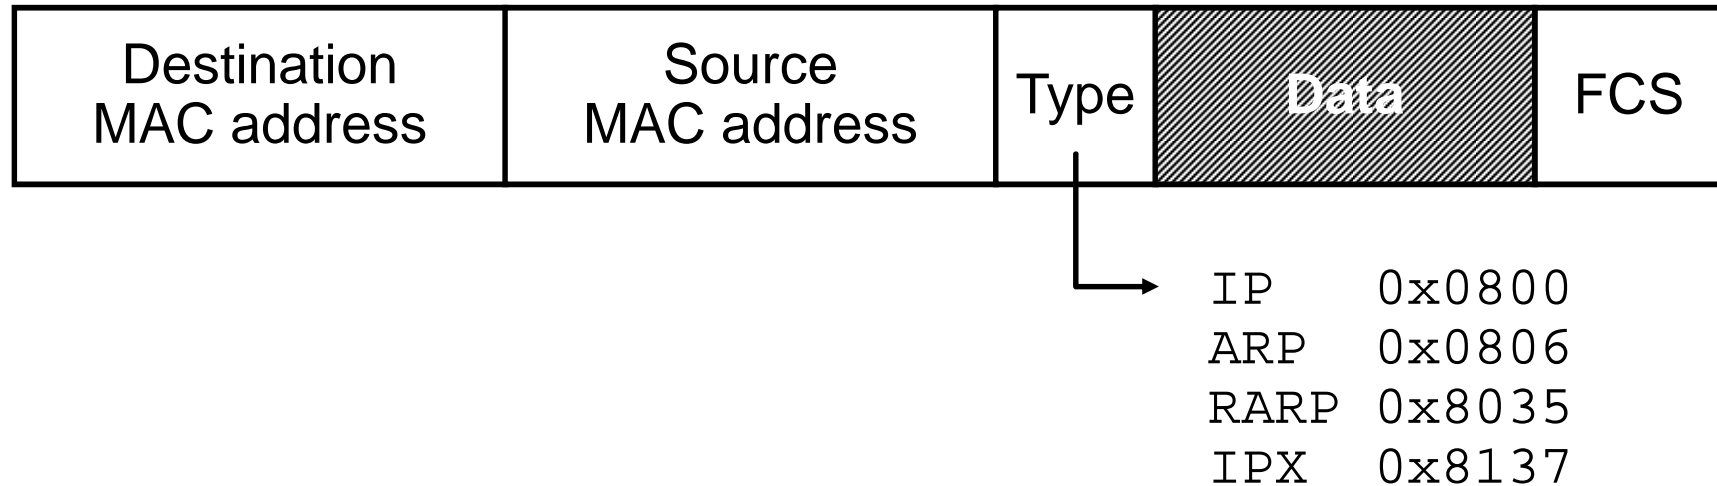 Destination
MAC address
Source
MAC address
Type
Data
FCS
IP 0x0800
ARP 0x0806
RARP 0x8035
IPX 0x8137